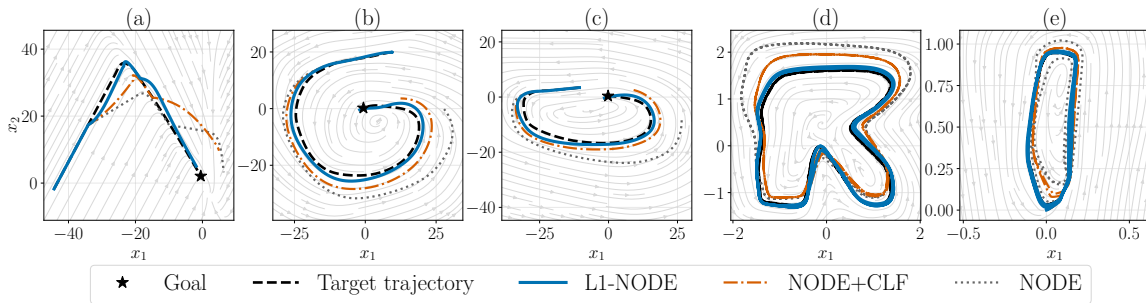 (a) (b) (c) (d) (e)
x₂
40
20
0
−40 −20 0
x₁
20
0
−20
−25 0 25
x₁
20
0
−20
−40
−25 0 25
x₁
2
1
0
−1
−2 0 2
x₁
1.00
0.75
0.50
0.25
0.00
−0.5 0.0 0.5
x₁
Goal Target trajectory L1-NODE NODE+CLF NODE